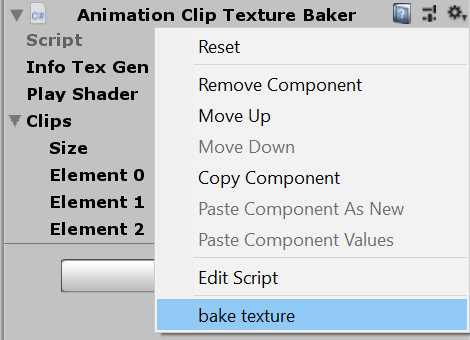 Animation Clip Texture Baker
Script
Info Tex Gen
Play Shader
Clips
Size
Element 0
Element 1
Element 2
Reset
Remove Component
Move Up
Move Down
Copy Component
Paste Component As New
Paste Component Values
Edit Script
bake texture